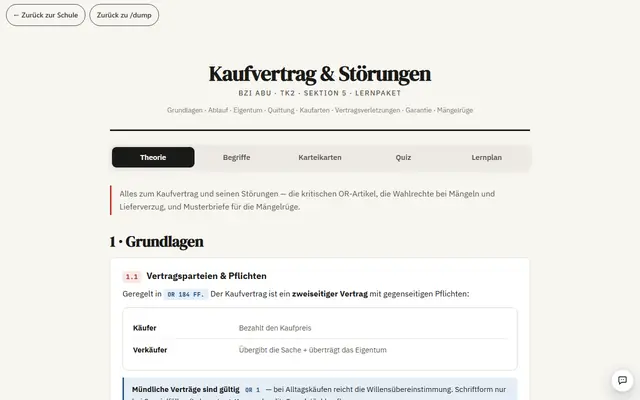 ← Zurück zur Schule
Zurück zu /dump
Kaufvertrag & Störungen
BZI ABU · TK2 · SEKTION 5 · LERNPAKET
Grundlagen · Ablauf · Eigentum · Quittung · Kaufarten · Vertragsverletzungen · Garantie · Mängelrüge
Theorie
Begriffe
Karteikarten
Quiz
Lernplan
Alles zum Kaufvertrag und seinen Störungen — die kritischen OR-Artikel, die Wahlrechte bei Mängeln und
Lieferverzug, und Musterbriefe für die Mängelrüge.
1 · Grundlagen
1.1 Vertragsparteien & Pflichten
Geregelt in OR 184 FF. Der Kaufvertrag ist ein zweiseitiger Vertrag mit gegenseitigen Pflichten:
Käufer Bezahlt den Kaufpreis
Verkäufer Übergibt die Sache + überträgt das Eigentum
Mündliche Verträge sind gültig OR 1 — bei Alltagskäufen reicht die Willensübereinstimmung. Schriftform nur